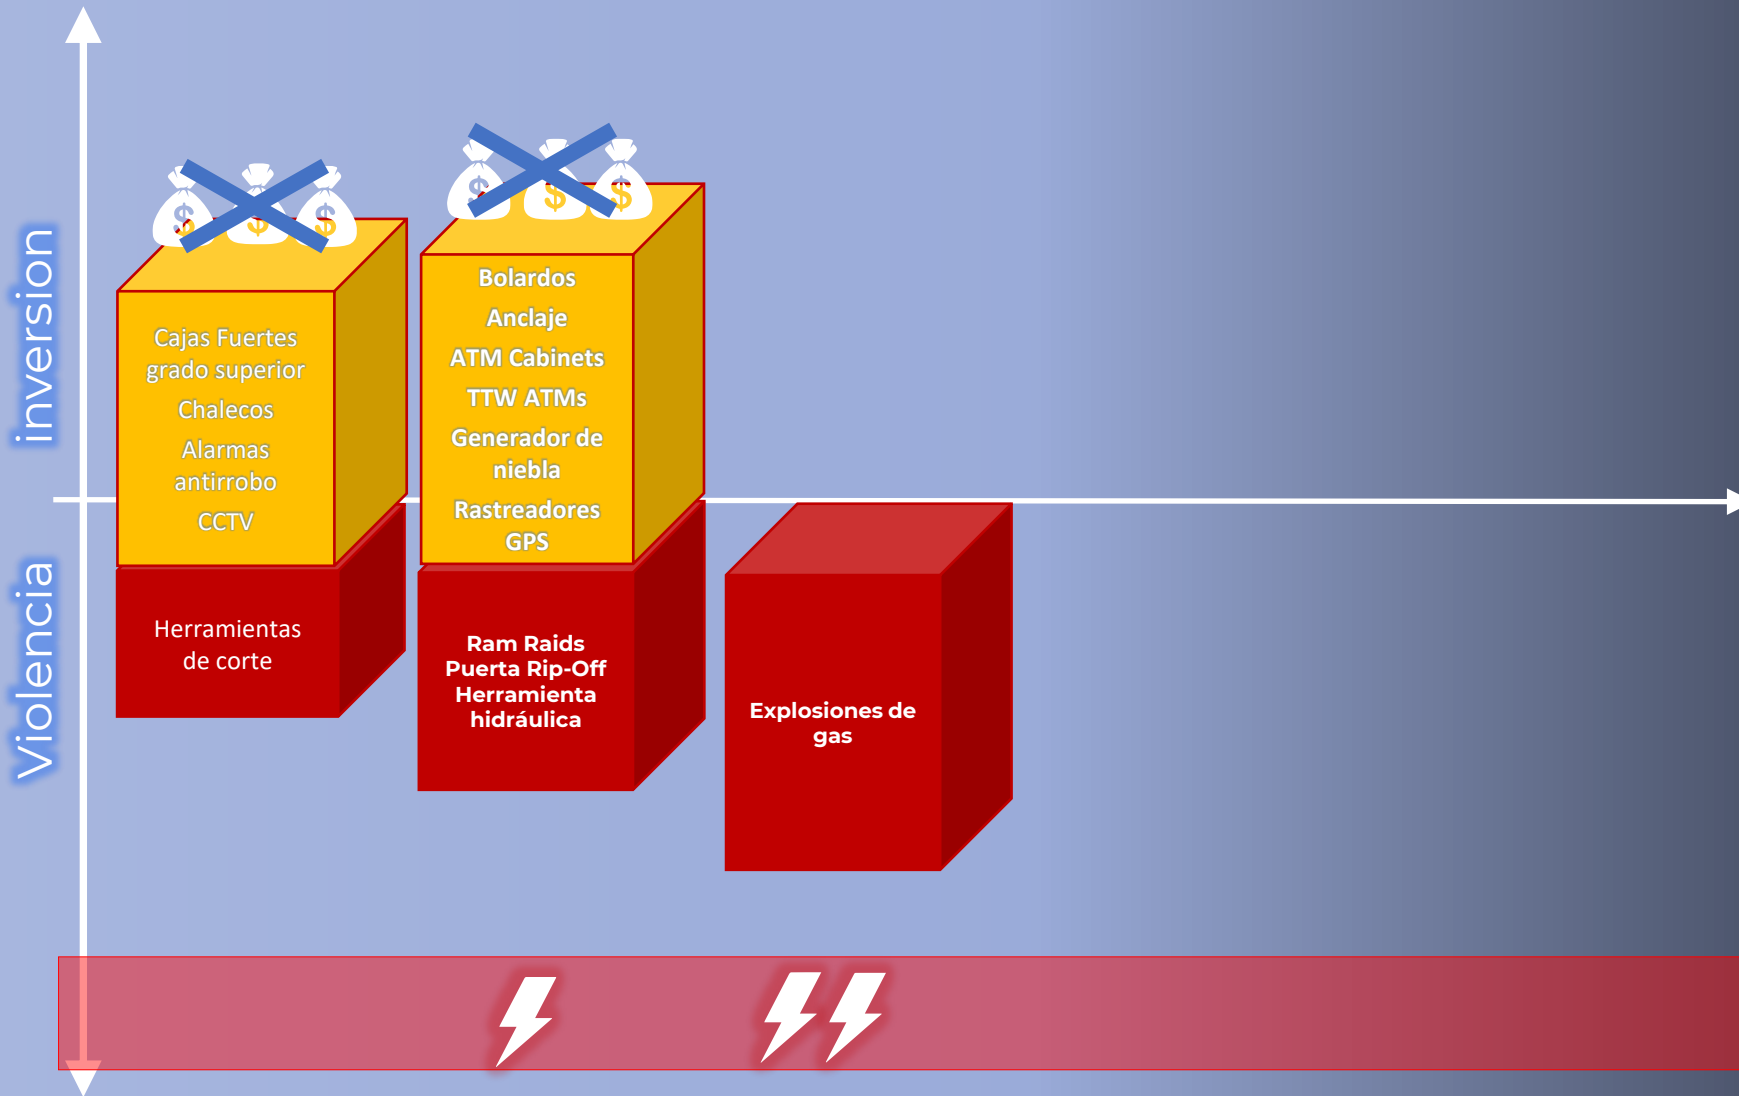 inversion
Violencia
$ $ $
Cajas Fuertes
grado superior
Chalecos
Alarmas
antirrobo
CCTV
Herramientas
de corte
$ $ $
Bolardos
Anclaje
ATM Cabinets
TTW ATMs
Generador de
niebla
Rastreadores
GPS
Ram Raids
Puerta Rip-Off
Herramienta
hidráulica
Explosiones de
gas